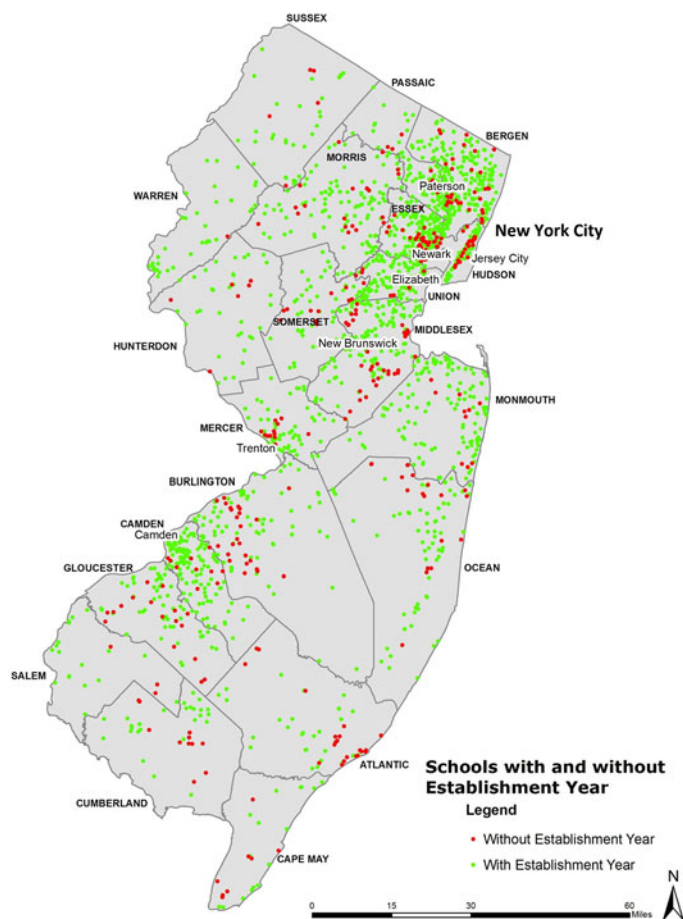 SUSSEX
PASSAIC
BERGEN
MORRIS
Paterson
WARREN
ESSEX
New York City
Newark
Jersey City
HUDSON
Elizabeth
UNION
SOMERSET
MIDDLESEX
New Brunswick
HUNTERDON
MONMOUTH
MERCER
Trenton
BURLINGTON
CAMDEN
Camden
GLOUCESTER
OCEAN
SALEM
ATLANTIC
CUMBERLAND
CAPE MAY
Schools with and without
Establishment Year
Legend
Without Establishment Year
With Establishment Year
N
0 15 30 60
Miles